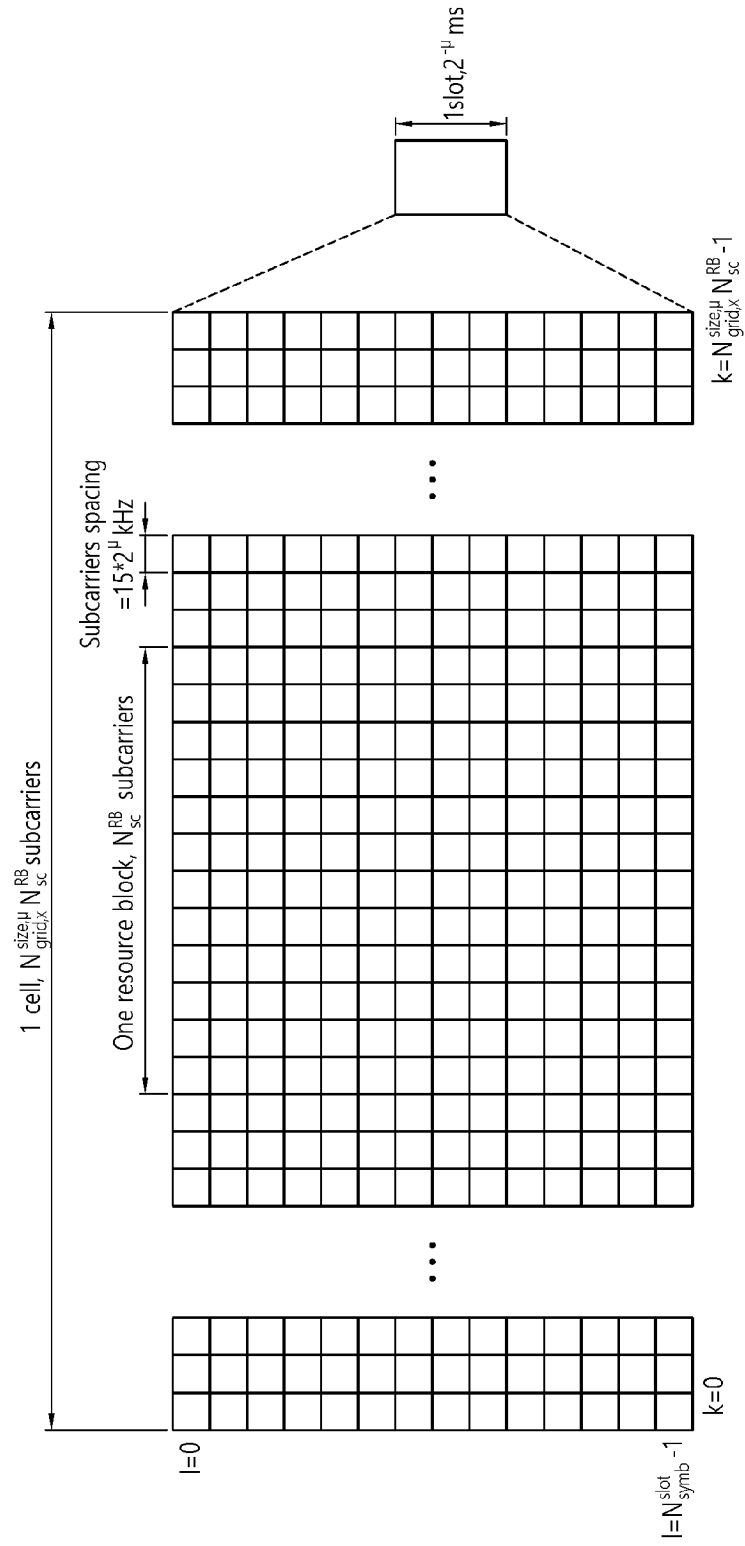 1 cell, N^{size,μ}_{grid,x} N^{RB}_{sc} subcarriers
One resource block, N^{RB}_{sc} subcarriers
Subcarriers spacing
=15*2^μ kHz
l=0
l=N^{slot}_{symb} -1
k=0
k=N^{size,μ}_{grid,x} N^{RB}_{sc} -1
1slot,2^{-μ} ms